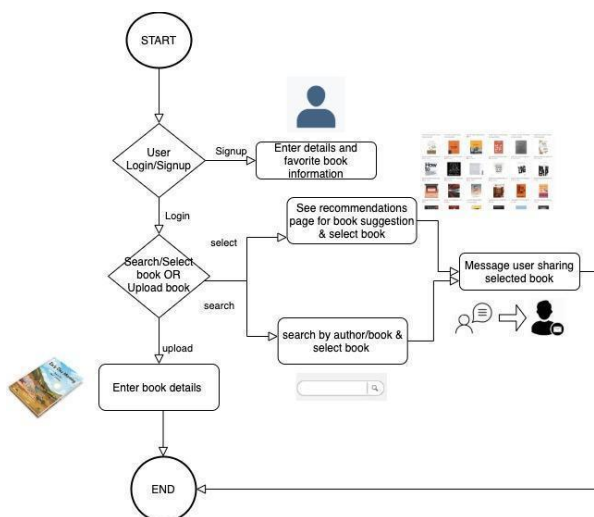 START
User
Login/Signup
Signup
Enter details and
favorite book
information
Login
See recommendations
page for book suggestion
& select book
select
Search/Select
book OR
Upload book
search
Message user sharing
selected book
search by author/book &
select book
upload
Enter book details
END